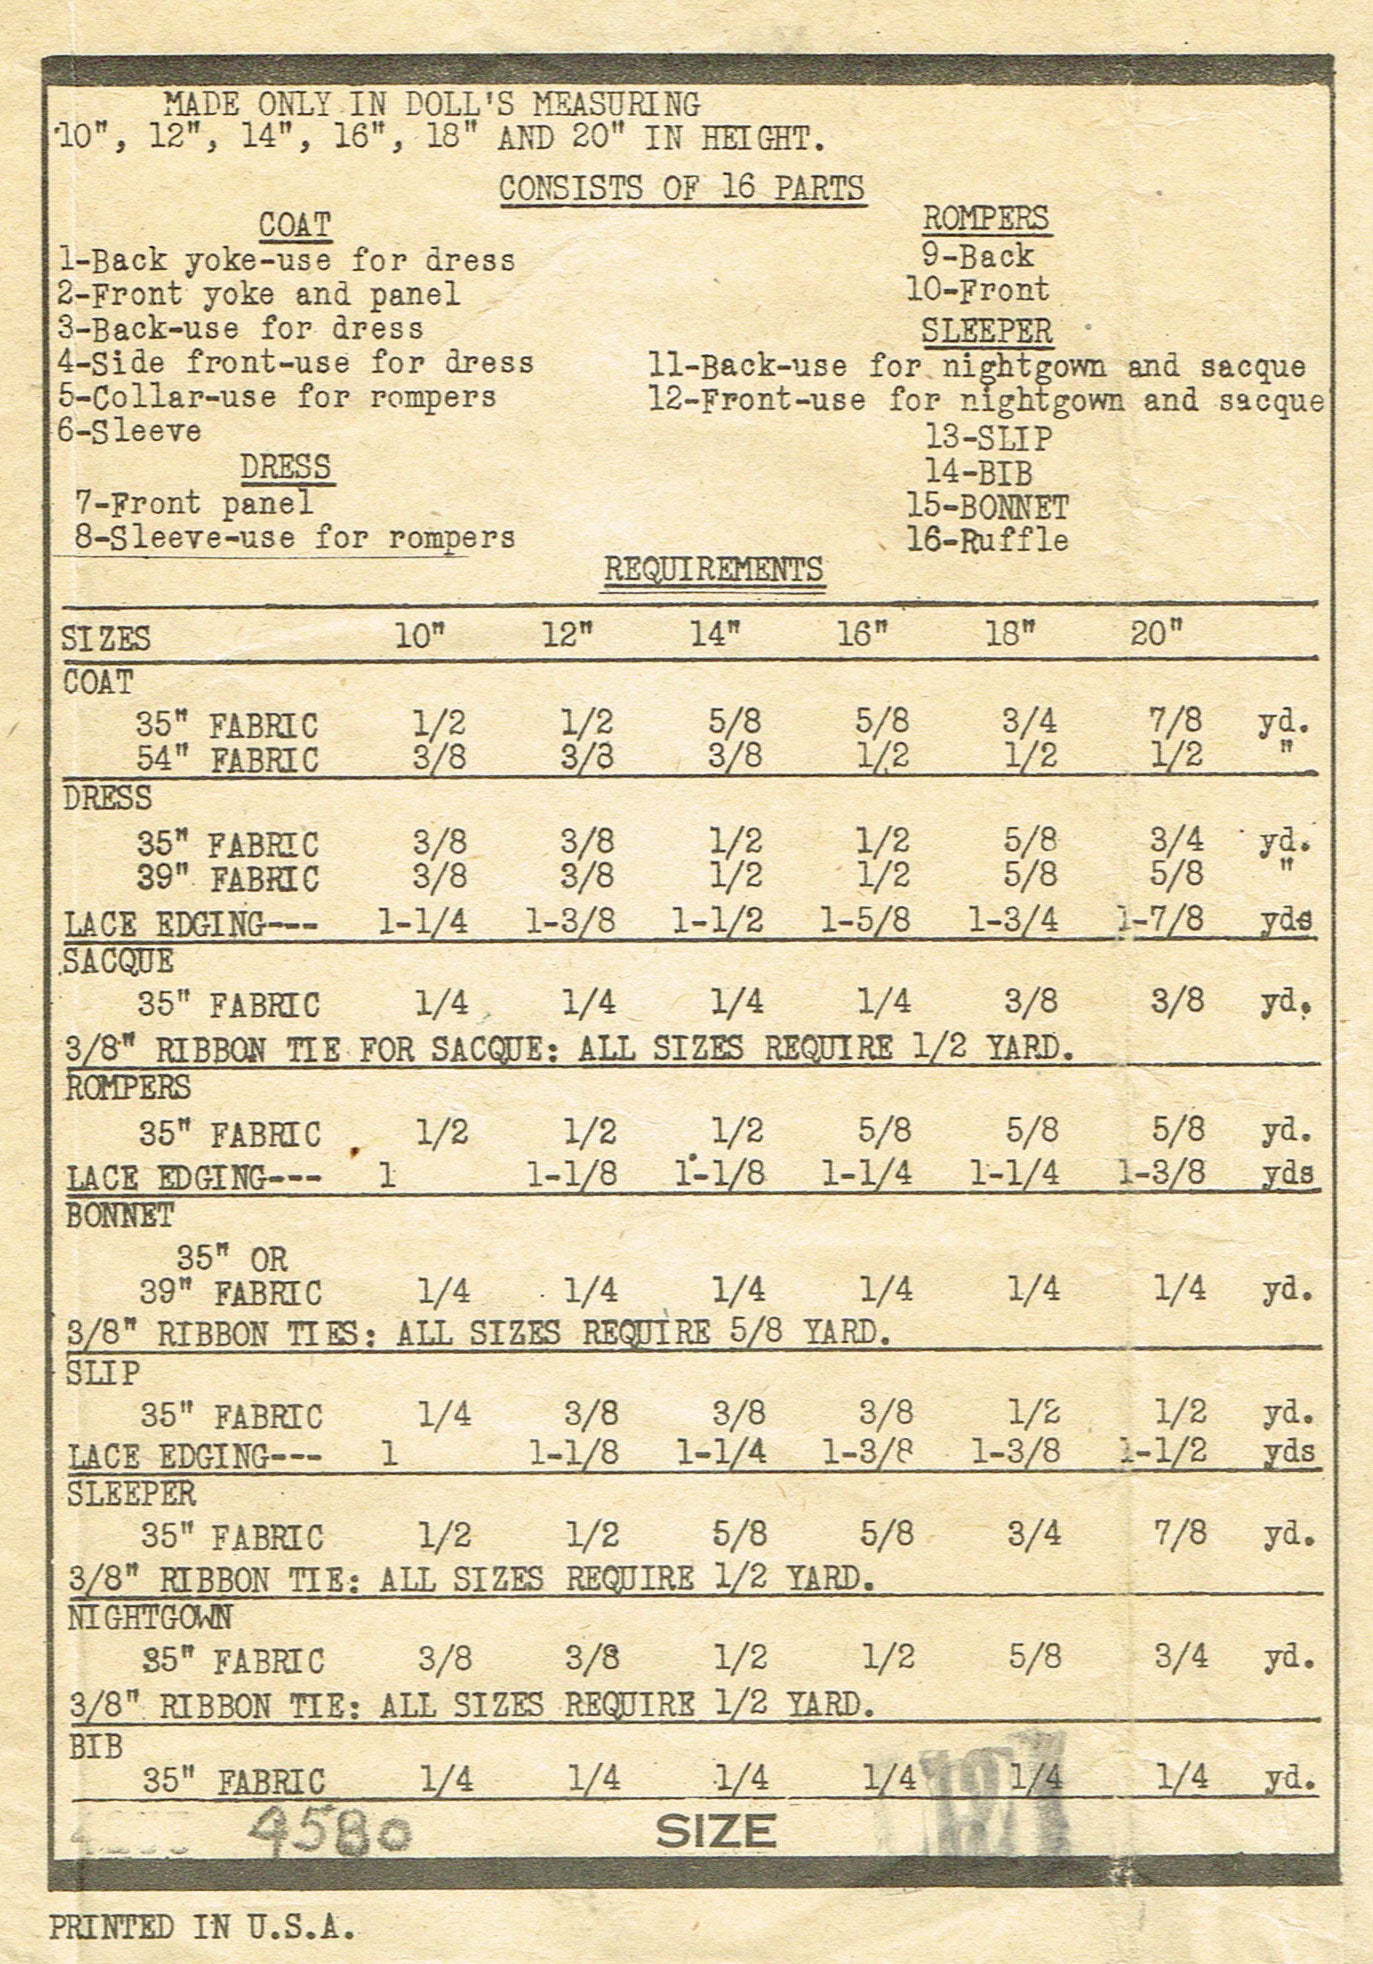 MADE ONLY IN DOLL'S MEASURING
10", 12", 14", 16", 18" AND 20" IN HEIGHT.
CONSISTS OF 16 PARTS
COAT
1-Back yoke-use for dress
2-Front yoke and panel
3-Back-use for dress
4-Side front-use for dress
5-Collar-use for rompers
6-Sleeve
DRESS
7-Front panel
8-Sleeve-use for rompers
ROMPERS
9-Back
10-Front
SLEEPER
11-Back-use for nightgown and sacque
12-Front-use for nightgown and sacque
13-SLIP
14-BIB
15-BONNET
16-Ruffle
REQUIREMENTS
SIZES 10" 12" 14" 16" 18" 20"
COAT
35" FABRIC 1/2 1/2 5/8 5/8 3/4 7/8 yd.
54" FABRIC 3/8 3/8 3/8 1/2 1/2 1/2 "
DRESS
35" FABRIC 3/8 3/8 1/2 1/2 5/8 3/4 yd.
39" FABRIC 3/8 3/8 1/2 1/2 5/8 5/8 "
LACE EDGING--- 1-1/4 1-3/8 1-1/2 1-5/8 1-3/4 1-7/8 yds
SACQUE
35" FABRIC 1/4 1/4 1/4 1/4 3/8 3/8 yd.
3/8" RIBBON TIE FOR SACQUE: ALL SIZES REQUIRE 1/2 YARD.
ROMPERS
35" FABRIC 1/2 1/2 1/2 5/8 5/8 5/8 yd.
LACE EDGING--- 1 1-1/8 1-1/8 1-1/4 1-1/4 1-3/8 yds
BONNET
35" OR
39" FABRIC 1/4 1/4 1/4 1/4 1/4 1/4 yd.
3/8" RIBBON TIES: ALL SIZES REQUIRE 5/8 YARD.
SLIP
35" FABRIC 1/4 3/8 3/8 3/8 1/2 1/2 yd.
LACE EDGING--- 1 1-1/8 1-1/4 1-3/8 1-3/8 1-1/2 yds
SLEEPER
35" FABRIC 1/2 1/2 5/8 5/8 3/4 7/8 yd.
3/8" RIBBON TIE: ALL SIZES REQUIRE 1/2 YARD.
NIGHTGOWN
35" FABRIC 3/8 3/8 1/2 1/2 5/8 3/4 yd.
3/8" RIBBON TIE: ALL SIZES REQUIRE 1/2 YARD.
BIB
35" FABRIC 1/4 1/4 1/4 1/4 1/4 1/4 yd.
4580 SIZE
PRINTED IN U.S.A.